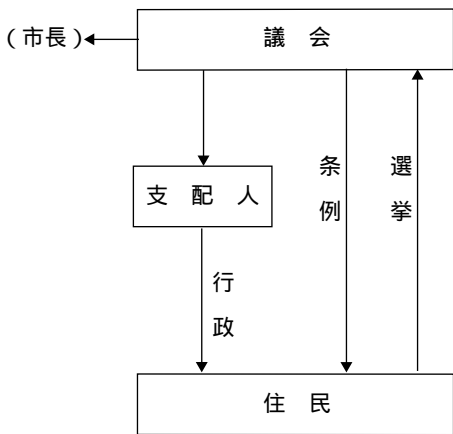 (市長)
議 会
支 配 人
条例
選挙
行政
住 民